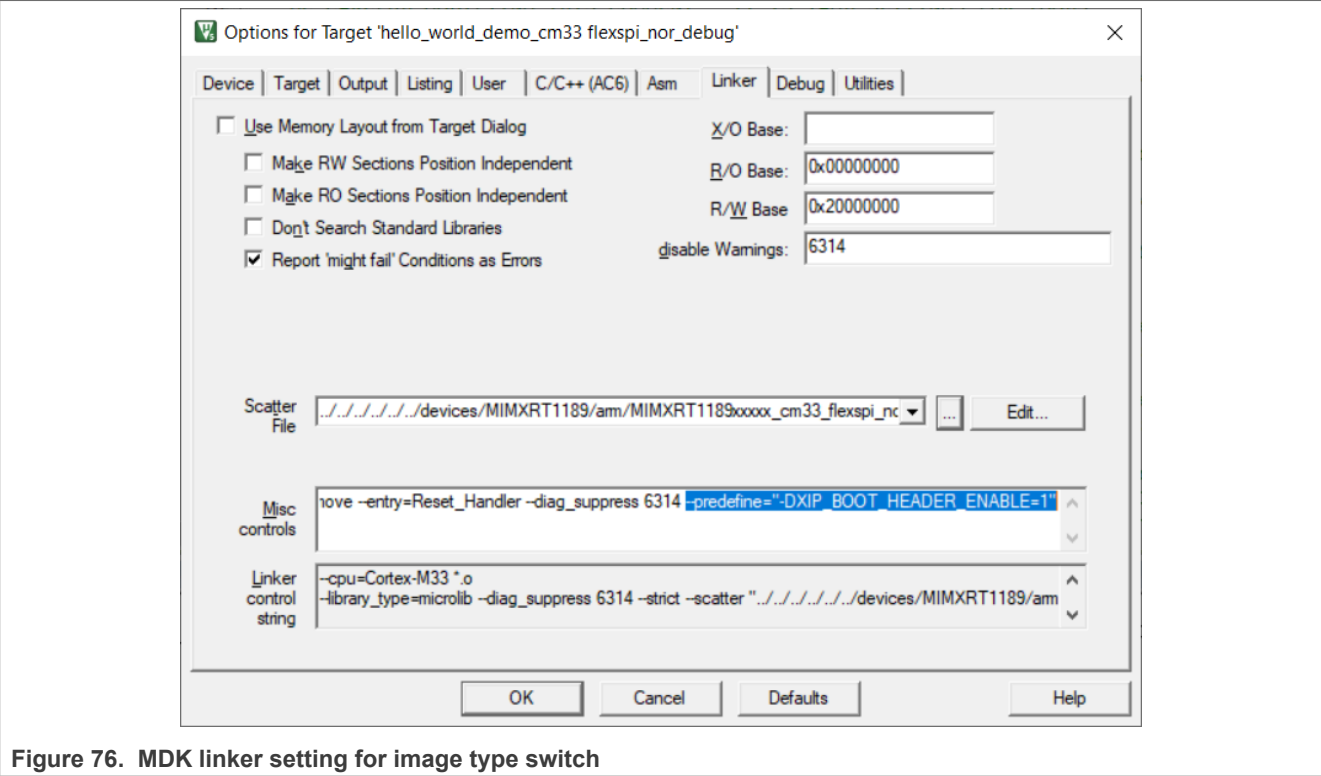 Options for Target 'hello_world_demo_cm33 flexspi_nor_debug'
Device Target Output Listing User C/C++ (AC6) Asm Linker Debug Utilities
Use Memory Layout from Target Dialog
Make RW Sections Position Independent
Make RO Sections Position Independent
Don't Search Standard Libraries
Report 'might fail' Conditions as Errors
X/O Base:
R/O Base: 0x00000000
R/W Base 0x20000000
disable Warnings: 6314
Scatter File ../../../../../../devices/MIMXRT1189/arm/MIMXRT1189xxxxx_cm33_flexspi_nc ... Edit...
Misc controls move --entry=Reset_Handler --diag_suppress 6314 --predefine="-DXIP_BOOT_HEADER_ENABLE=1"
Linker control string --cpu=Cortex-M33 *.o
--library_type=microlib --diag_suppress 6314 --strict --scatter "../../../../../../devices/MIMXRT1189/arm
OK Cancel Defaults Help
Figure 76. MDK linker setting for image type switch